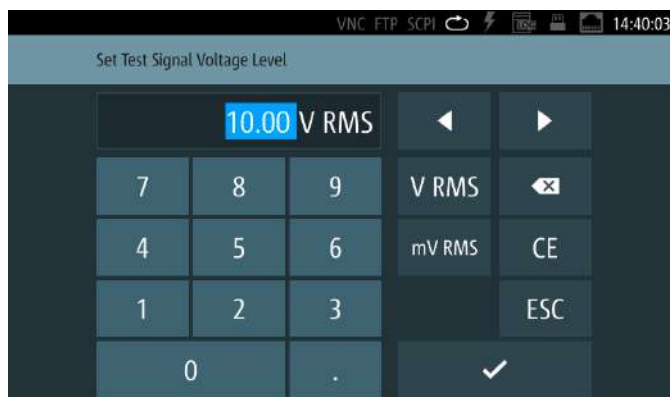 VNC FTP SCPI 14:40:03
Set Test Signal Voltage Level
10.00 V RMS
7 8 9 V RMS
4 5 6 mV RMS CE
1 2 3 ESC
0 .